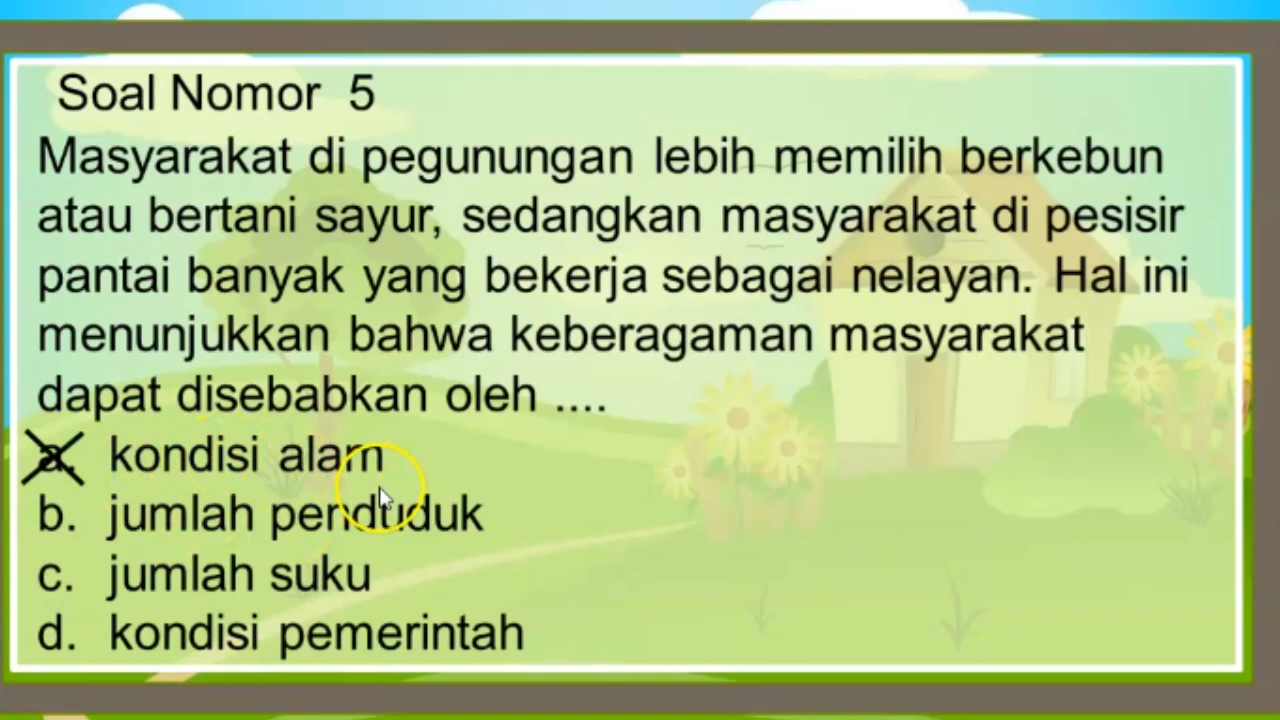 Soal Nomor 5
Masyarakat di pegunungan lebih memilih berkebun
atau bertani sayur, sedangkan masyarakat di pesisir
pantai banyak yang bekerja sebagai nelayan. Hal ini
menunjukkan bahwa keberagaman masyarakat
dapat disebabkan oleh ....
a. kondisi alam
b. jumlah penduduk
c. jumlah suku
d. kondisi pemerintah